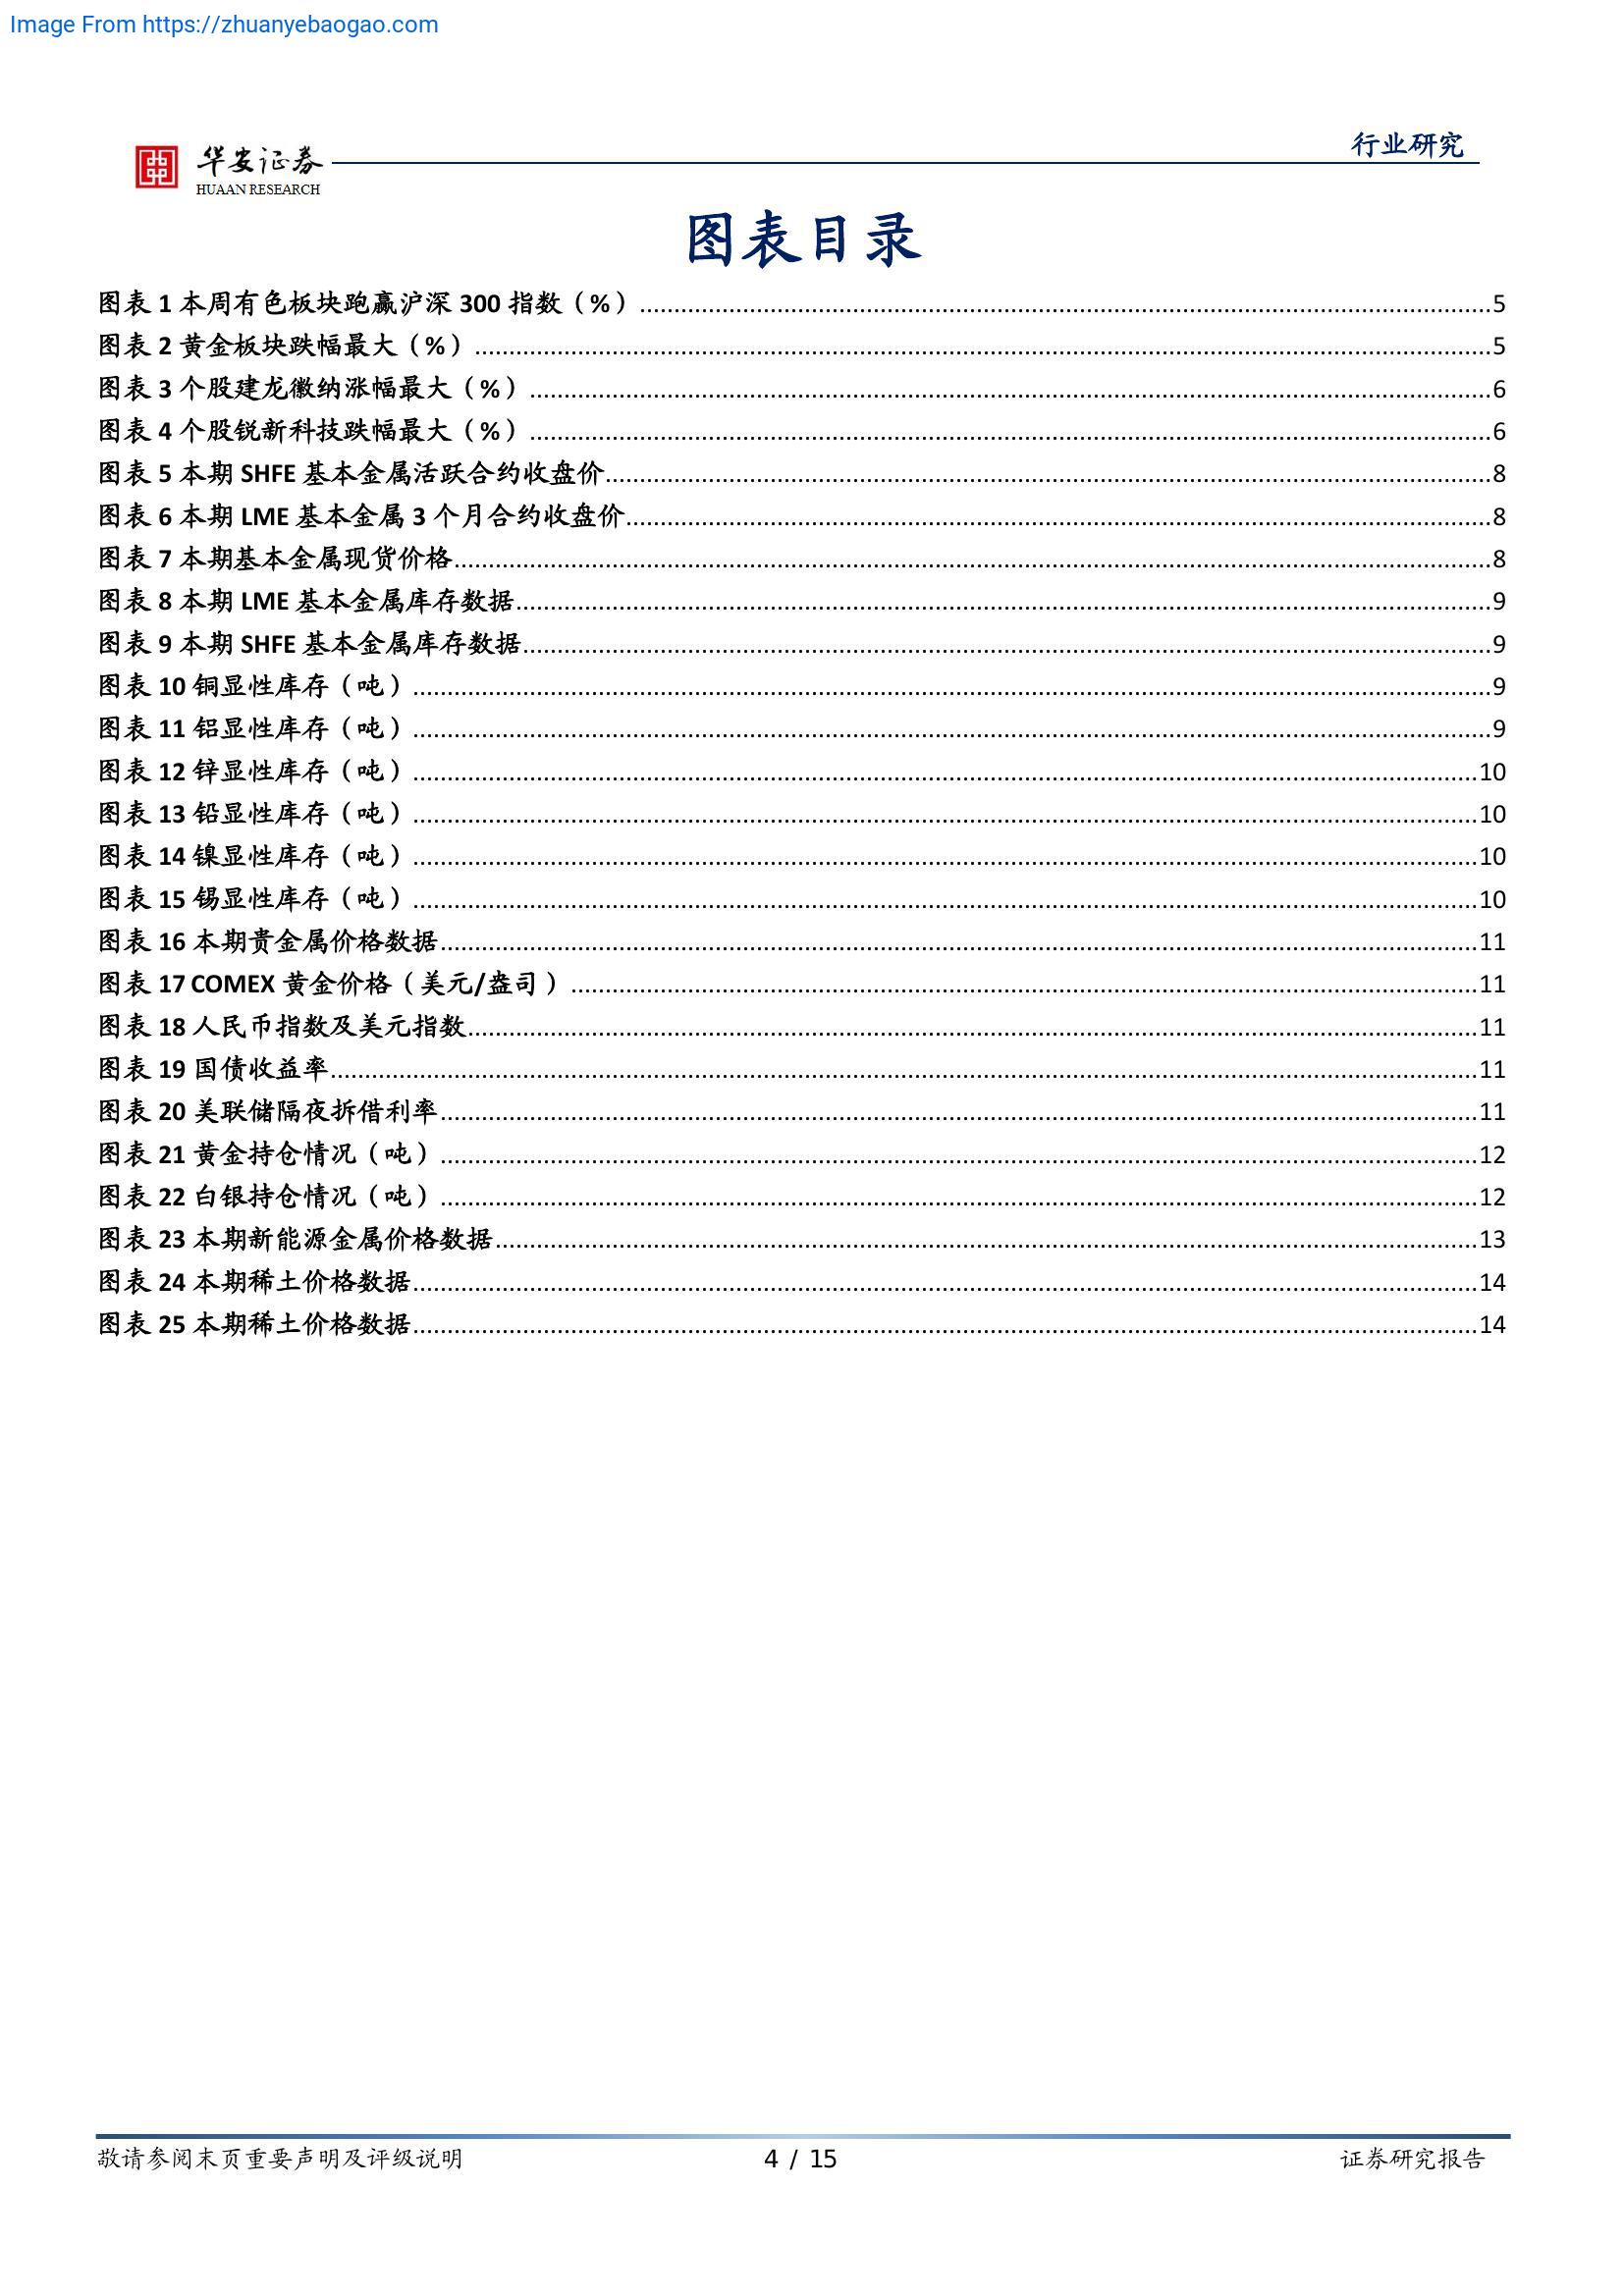 Image From https://zhuanyebaogao.com
华安证券
HUAAN RESEARCH
行业研究
图表目录
图表 1 本周有色板块跑赢沪深 300 指数（%）........................5
图表 2 黄金板块跌幅最大（%）........................5
图表 3 个股建龙徽纳涨幅最大（%）........................6
图表 4 个股锐新科技跌幅最大（%）........................6
图表 5 本期 SHFE 基本金属活跃合约收盘价........................8
图表 6 本期 LME 基本金属 3 个月合约收盘价........................8
图表 7 本期基本金属现货价格........................8
图表 8 本期 LME 基本金属库存数据........................9
图表 9 本期 SHFE 基本金属库存数据........................9
图表 10 铜显性库存（吨）........................9
图表 11 铝显性库存（吨）........................9
图表 12 锌显性库存（吨）........................10
图表 13 铅显性库存（吨）........................10
图表 14 镍显性库存（吨）........................10
图表 15 锡显性库存（吨）........................10
图表 16 本期贵金属价格数据........................11
图表 17 COMEX 黄金价格（美元/盎司）........................11
图表 18 人民币指数及美元指数........................11
图表 19 国债收益率........................11
图表 20 美联储隔夜拆借利率........................11
图表 21 黄金持仓情况（吨）........................12
图表 22 白银持仓情况（吨）........................12
图表 23 本期新能源金属价格数据........................13
图表 24 本期稀土价格数据........................14
图表 25 本期稀土价格数据........................14
敬请参阅末页重要声明及评级说明 4 / 15 证券研究报告